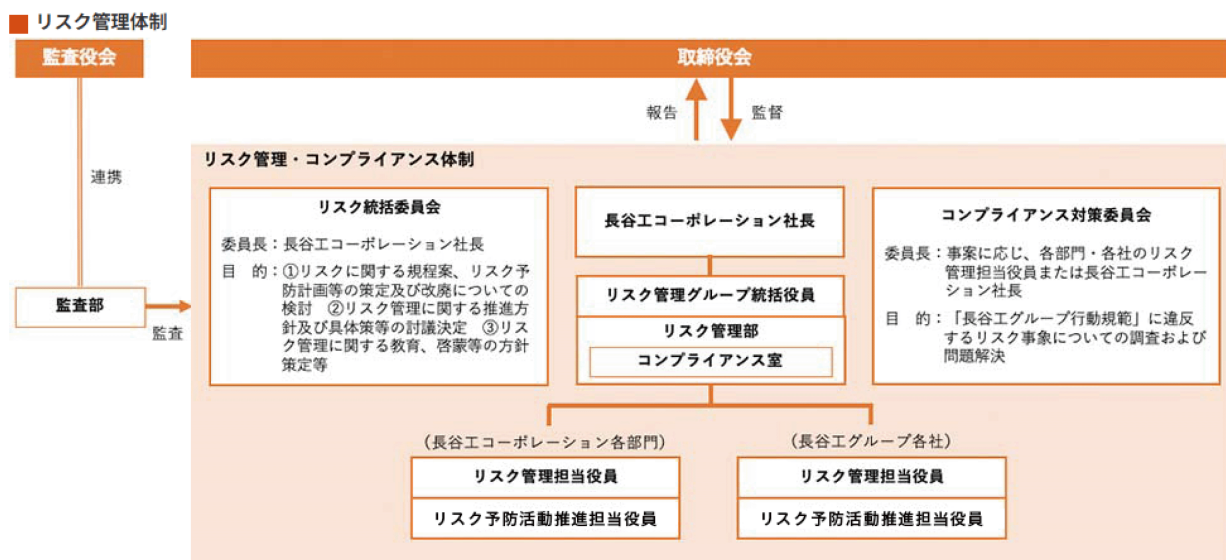 リスク管理体制
監査役会
取締役会
報告
監督
連携
監査部
監査
リスク管理・コンプライアンス体制
リスク統括委員会
委員長：長谷工コーポレーション社長
目　的：①リスクに関する規程案、リスク予
防計画等の策定及び改廃についての
検討　②リスク管理に関する推進方
針及び具体策等の討議決定　③リス
ク管理に関する教育、啓蒙等の方針
策定等
長谷工コーポレーション社長
リスク管理グループ統括役員
リスク管理部
コンプライアンス室
コンプライアンス対策委員会
委員長：事案に応じ、各部門・各社のリスク
管理担当役員または長谷工コーポレー
ション社長
目　的：「長谷工グループ行動規範」に違反
するリスク事象についての調査および
問題解決
（長谷工コーポレーション各部門）
リスク管理担当役員
リスク予防活動推進担当役員
（長谷工グループ各社）
リスク管理担当役員
リスク予防活動推進担当役員